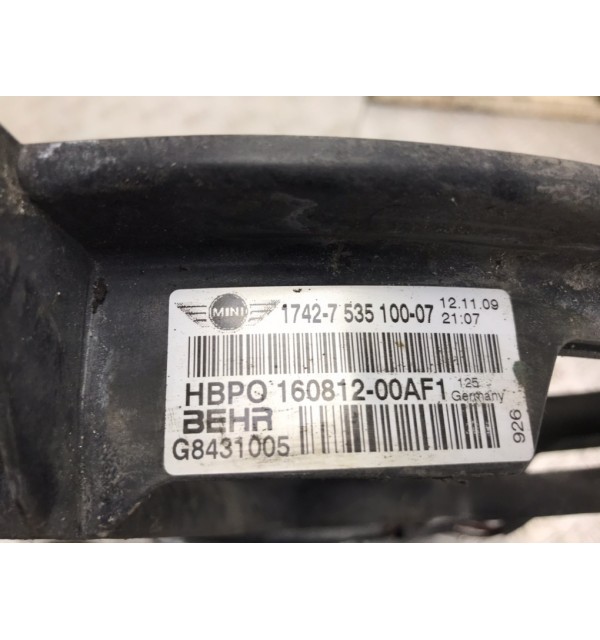 MINI 1742-7 535 100-07 12.11.09
21:07
HBPO 160812-00AF1 125
Germany
BEHR
G8431005
926